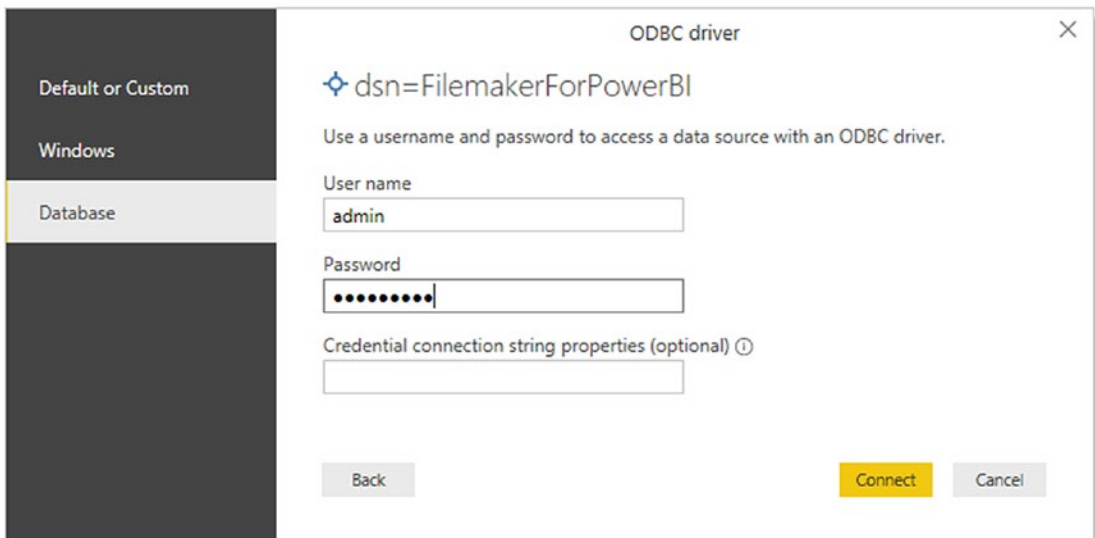 ODBC driver
Default or Custom
Windows
Database
dsn=FilemakerForPowerBI
Use a username and password to access a data source with an ODBC driver.
User name
admin
Password
●●●●●●●●●
Credential connection string properties (optional)
Back
Connect
Cancel